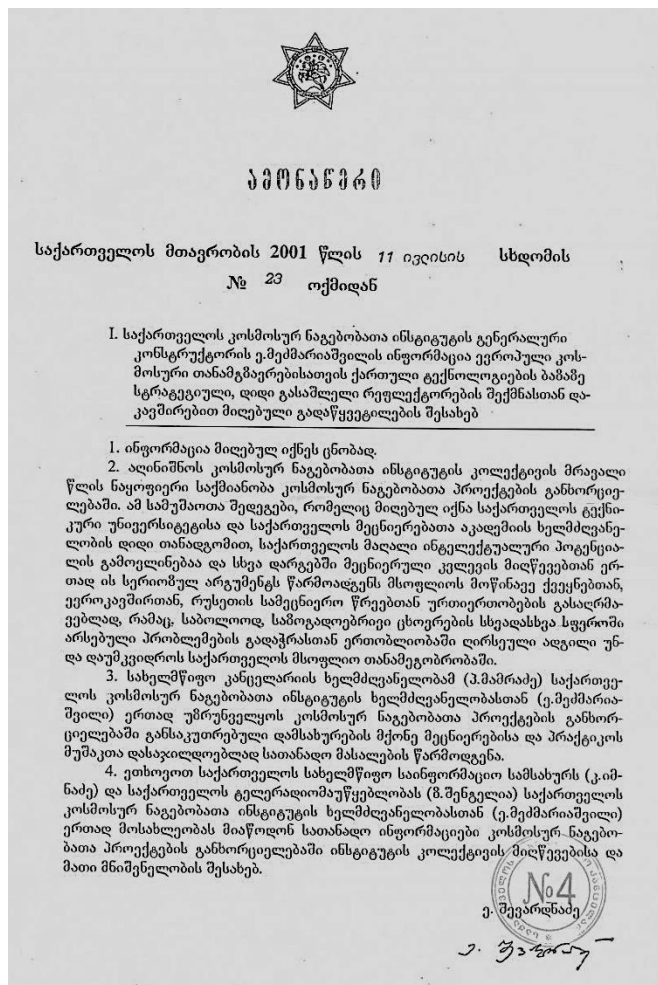 ამონაწერი
საქართველოს მთავრობის 2001 წლის 11 ივლისის სხდომის
№ 23 ოქმიდან
I. საქართველოს კოსმოსურ ნაგებობათა ინსტიტუტის გენერალური
კონსტრუქტორის ე.მეძმარიაშვილის ინფორმაცია ევროპული კოს-
მოსური თანამგზავრებისათვის ქართული ტექნოლოგიების ბაზაზე
სტრატეგიული, დიდი გასაშლელი რეფლექტორების შექმნასთან და-
კავშირებით მიღებული გადაწყვეტილების შესახებ
1. ინფორმაცია მიღებულ იქნეს ცნობად.
2. აღინიშნოს კოსმოსურ ნაგებობათა ინსტიტუტის კოლექტივის მრავალი
წლის ნაყოფიერი საქმიანობა კოსმოსურ ნაგებობათა პროექტების განხორციე-
ლებაში. ამ სამუშაოთა შედეგები, რომელიც მიღებულ იქნა საქართველოს ტექნი-
კური უნივერსიტეტისა და საქართველოს მეცნიერებათა აკადემიის ხელმძღვანე-
ლობის დიდი თანადგომით, საქართველოს მაღალი ინტელექტუალური პოტენცია-
ლის გამოვლინებაა და სხვა დარგებში მეცნიერული კვლევის მიღწევებთან ერ-
თად ის სერიოზულ არგუმენტს წარმოადგენს მსოფლიოს მოწინავე ქვეყნებთან,
ევროკავშირთან, რუსეთის სამეცნიერო წრეებთან ურთიერთობების გასაღრმა-
ვებლად, რამაც, საბოლოოდ, საზოგადოებრივი ცხოვრების სხვადასხვა სფეროში
არსებული პრობლემების გადაჭრასთან ერთობლიობაში ღირსეული ადგილი უნ-
და დაუმკვიდროს საქართველოს მსოფლიო თანამეგობრობაში.
3. სახელმწიფო კანცელარიის ხელმძღვანელობამ (პ.მამრაძე) საქართვე-
ლოს კოსმოსურ ნაგებობათა ინსტიტუტის ხელმძღვანელობასთან (ე.მეძმარია-
შვილი) ერთად უზრუნველყოს კოსმოსურ ნაგებობათა პროექტების განხორ-
ციელებაში განსაკუთრებული დამსახურების მქონე მეცნიერებისა და პრაქტიკოს
მუშაკთა დასაჯილდოებლად სათანადო მასალების წარმოდგენა.
4. ეთხოვოთ საქართველოს სახელმწიფო საინფორმაციო სამსახურს (კ.იმ-
ნაძე) და საქართველოს ტელერადიომაუწყებლობას (ზ.შენგელია) საქართველოს
კოსმოსურ ნაგებობათა ინსტიტუტის ხელმძღვანელობასთან (ე.მეძმარიაშვილი)
ერთად მოსახლეობას მიაწოდონ სათანადო ინფორმაციები კოსმოსურ ნაგებო-
ბათა პროექტების განხორციელებაში ინსტიტუტის კოლექტივის მიღწევებისა და
მათი მნიშვნელობის შესახებ.
№4
ე. შევარდნაძე